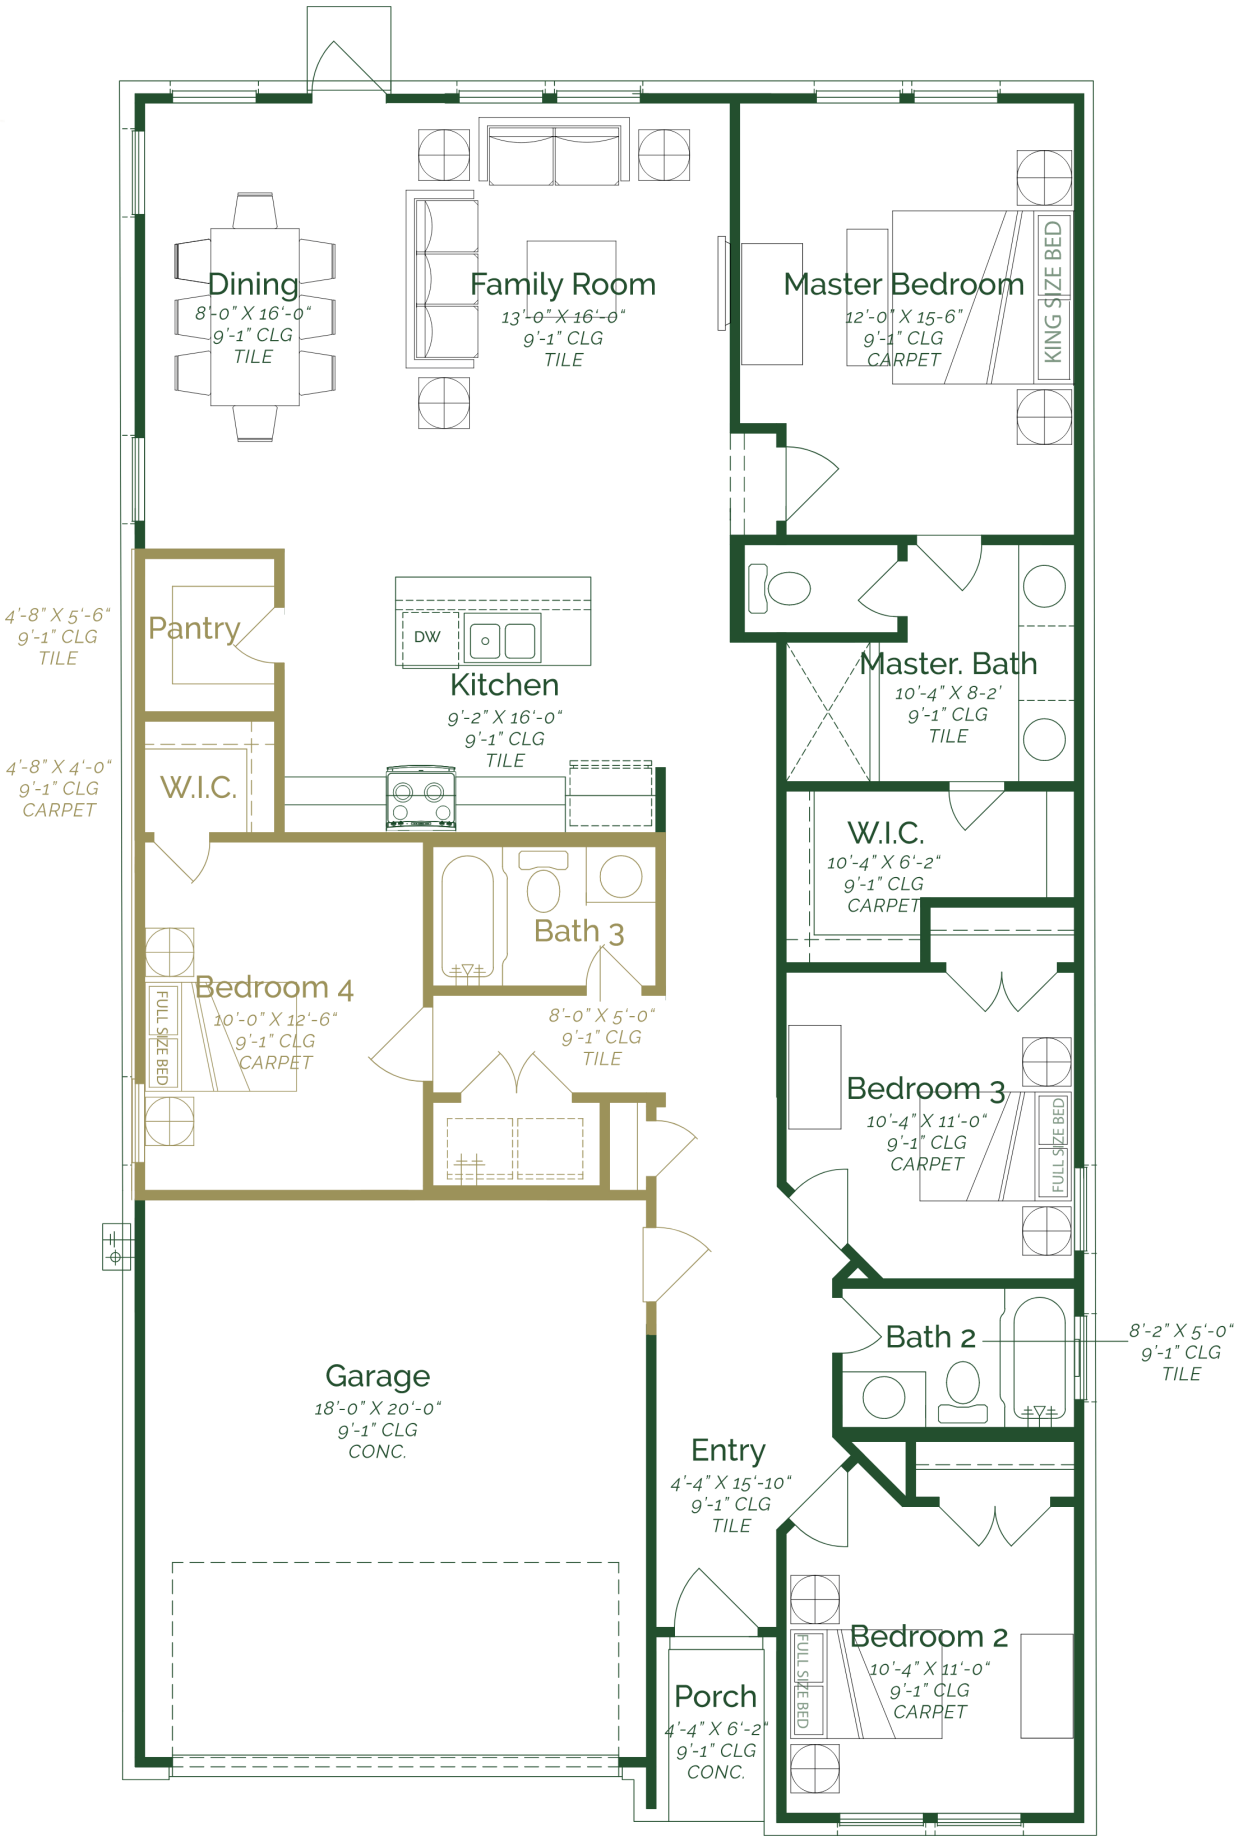 Dining
8'-0" X 16'-0"
9'-1" CLG
TILE
Family Room
13'-0" X 16'-0"
9'-1" CLG
TILE
Master Bedroom
12'-0" X 15-6"
9'-1" CLG
CARPET
KING SIZE BED
4'-8" X 5'-6"
9'-1" CLG
TILE
Pantry
DW
Kitchen
9'-2" X 16'-0"
9'-1" CLG
TILE
Master. Bath
10'-4" X 8-2'
9'-1" CLG
TILE
4'-8" X 4'-0"
9'-1" CLG
CARPET
W.I.C.
W.I.C.
10'-4" X 6'-2"
9'-1" CLG
CARPET
Bath 3
8'-0" X 5'-0"
9'-1" CLG
TILE
Bedroom 4
10'-0" X 12'-6"
9'-1" CLG
CARPET
FULL SIZE BED
Bedroom 3
10'-4" X 11'-0"
9'-1" CLG
CARPET
FULL SIZE BED
Bath 2
8'-2" X 5'-0"
9'-1" CLG
TILE
Garage
18'-0" X 20'-0"
9'-1" CLG
CONC.
Entry
4'-4" X 15'-10"
9'-1" CLG
TILE
Bedroom 2
10'-4" X 11'-0"
9'-1" CLG
CARPET
FULL SIZE BED
Porch
4'-4" X 6'-2"
9'-1" CLG
CONC.